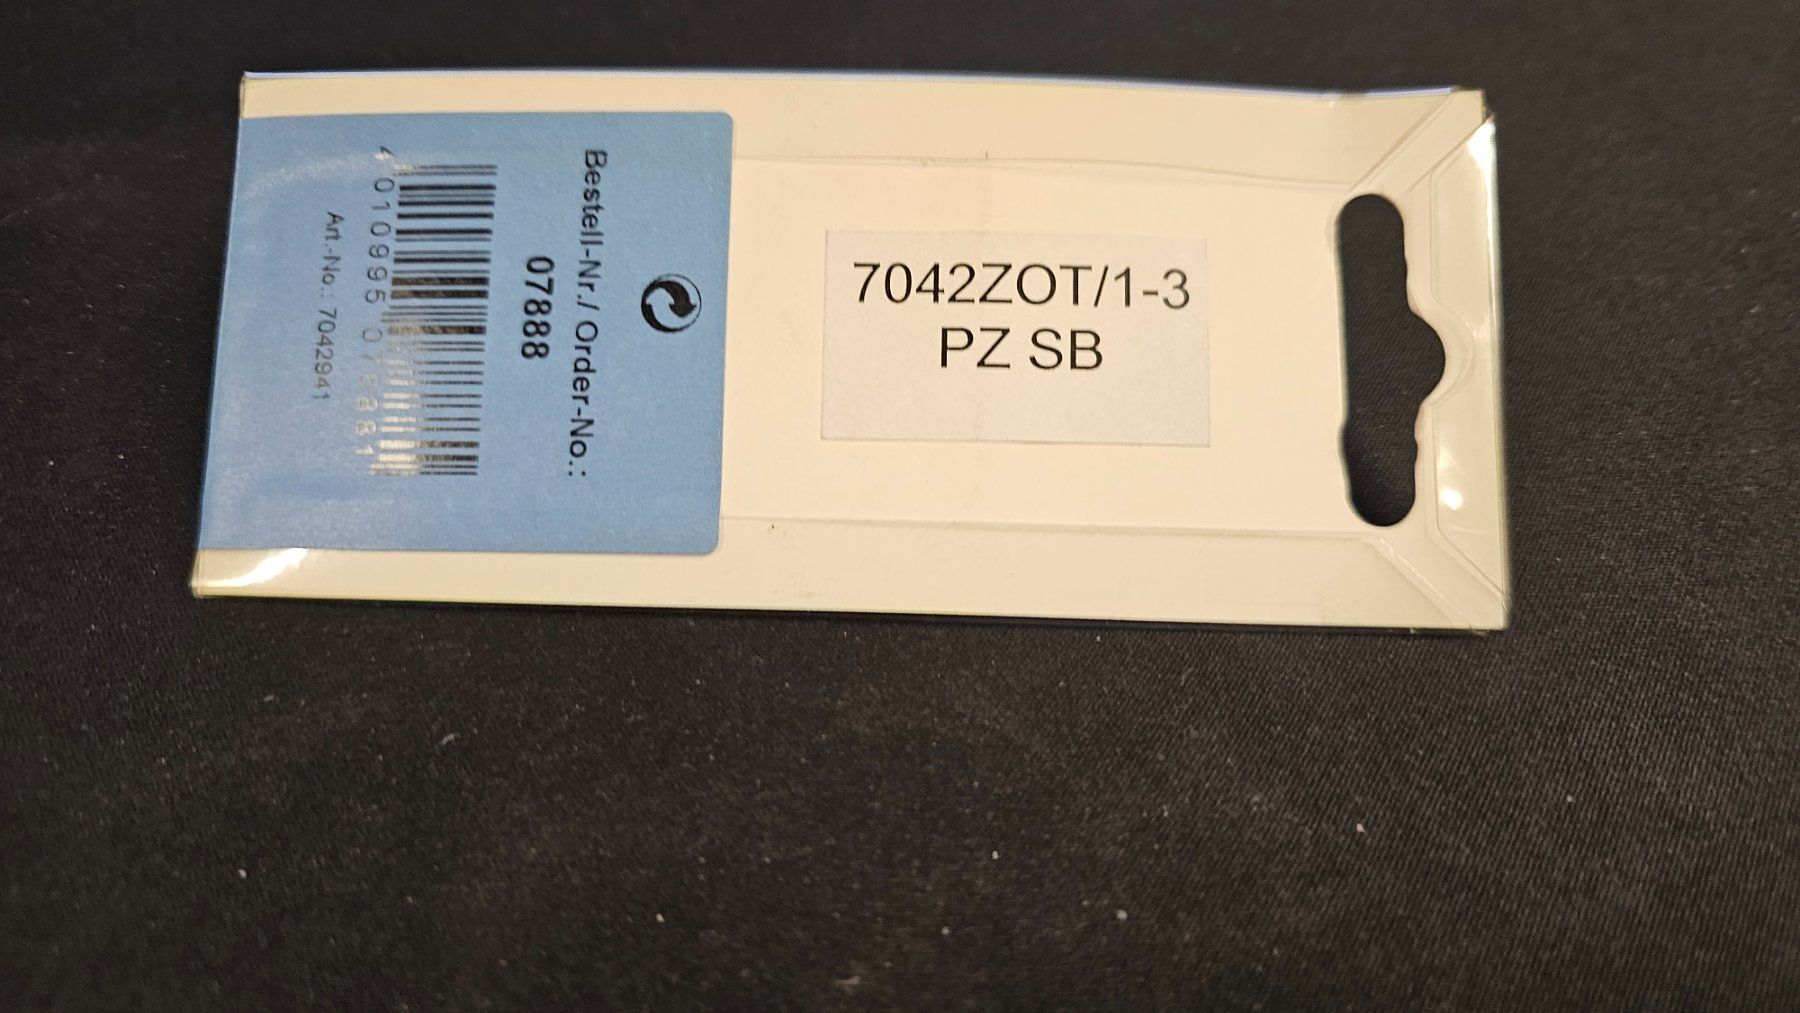 7042ZOT/1-3
PZ SB
Bestell-Nr./ Order-No.:
07888
4 010995 078881
Art.-No.: 7042941